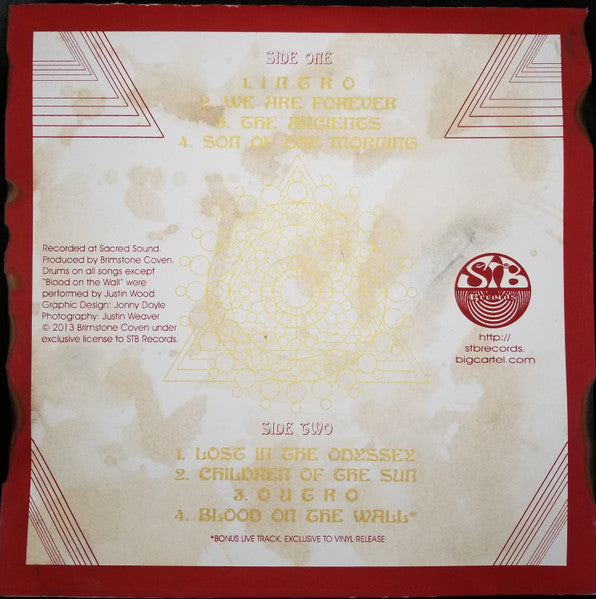 SIDE ONE
1. INTRO
2. WE ARE FOREVER
3. THE ANCIENTS
4. SON OF THE MORNING
Recorded at Sacred Sound.
Produced by Brimstone Coven.
Drums on all songs except
"Blood on the Wall" were
performed by Justin Wood.
Graphic Design: Jonny Doyle
Photography: Justin Weaver
© 2013 Brimstone Coven under
exclusive license to STB Records.
STB
Records
http://
stbrecords.
bigcartel.com
SIDE TWO
1. LOST IN THE ODYSSEY
2. CHILDREN OF THE SUN
3. OUTRO
4. BLOOD ON THE WALL*
*BONUS LIVE TRACK, EXCLUSIVE TO VINYL RELEASE